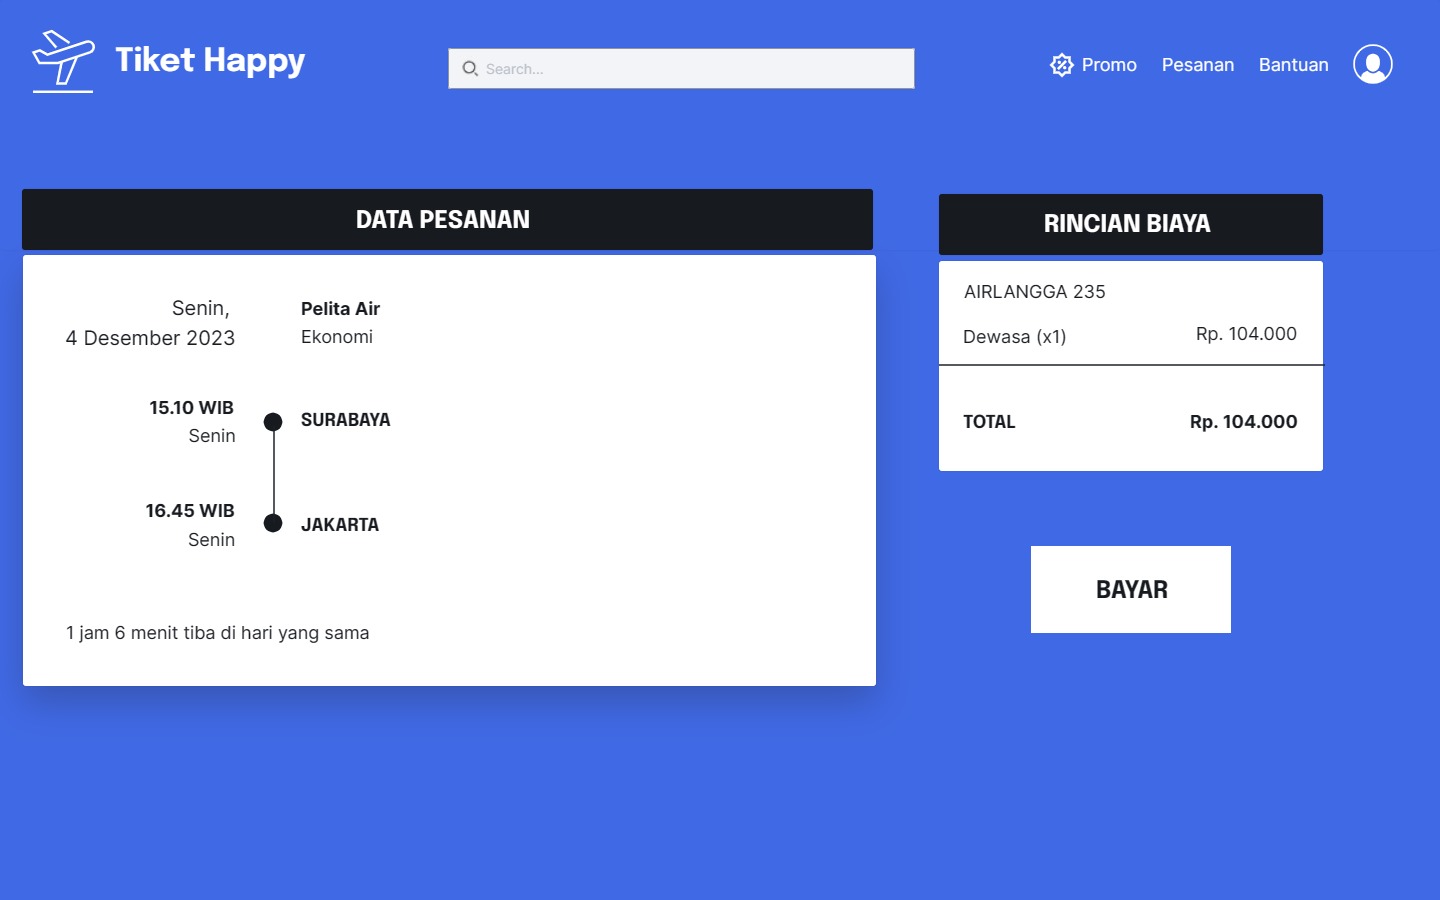 Tiket Happy
Search...
Promo
Pesanan
Bantuan
DATA PESANAN
Senin,
4 Desember 2023
Pelita Air
Ekonomi
15.10 WIB
Senin
SURABAYA
16.45 WIB
Senin
JAKARTA
1 jam 6 menit tiba di hari yang sama
RINCIAN BIAYA
AIRLANGGA 235
Dewasa (x1) Rp. 104.000
TOTAL Rp. 104.000
BAYAR